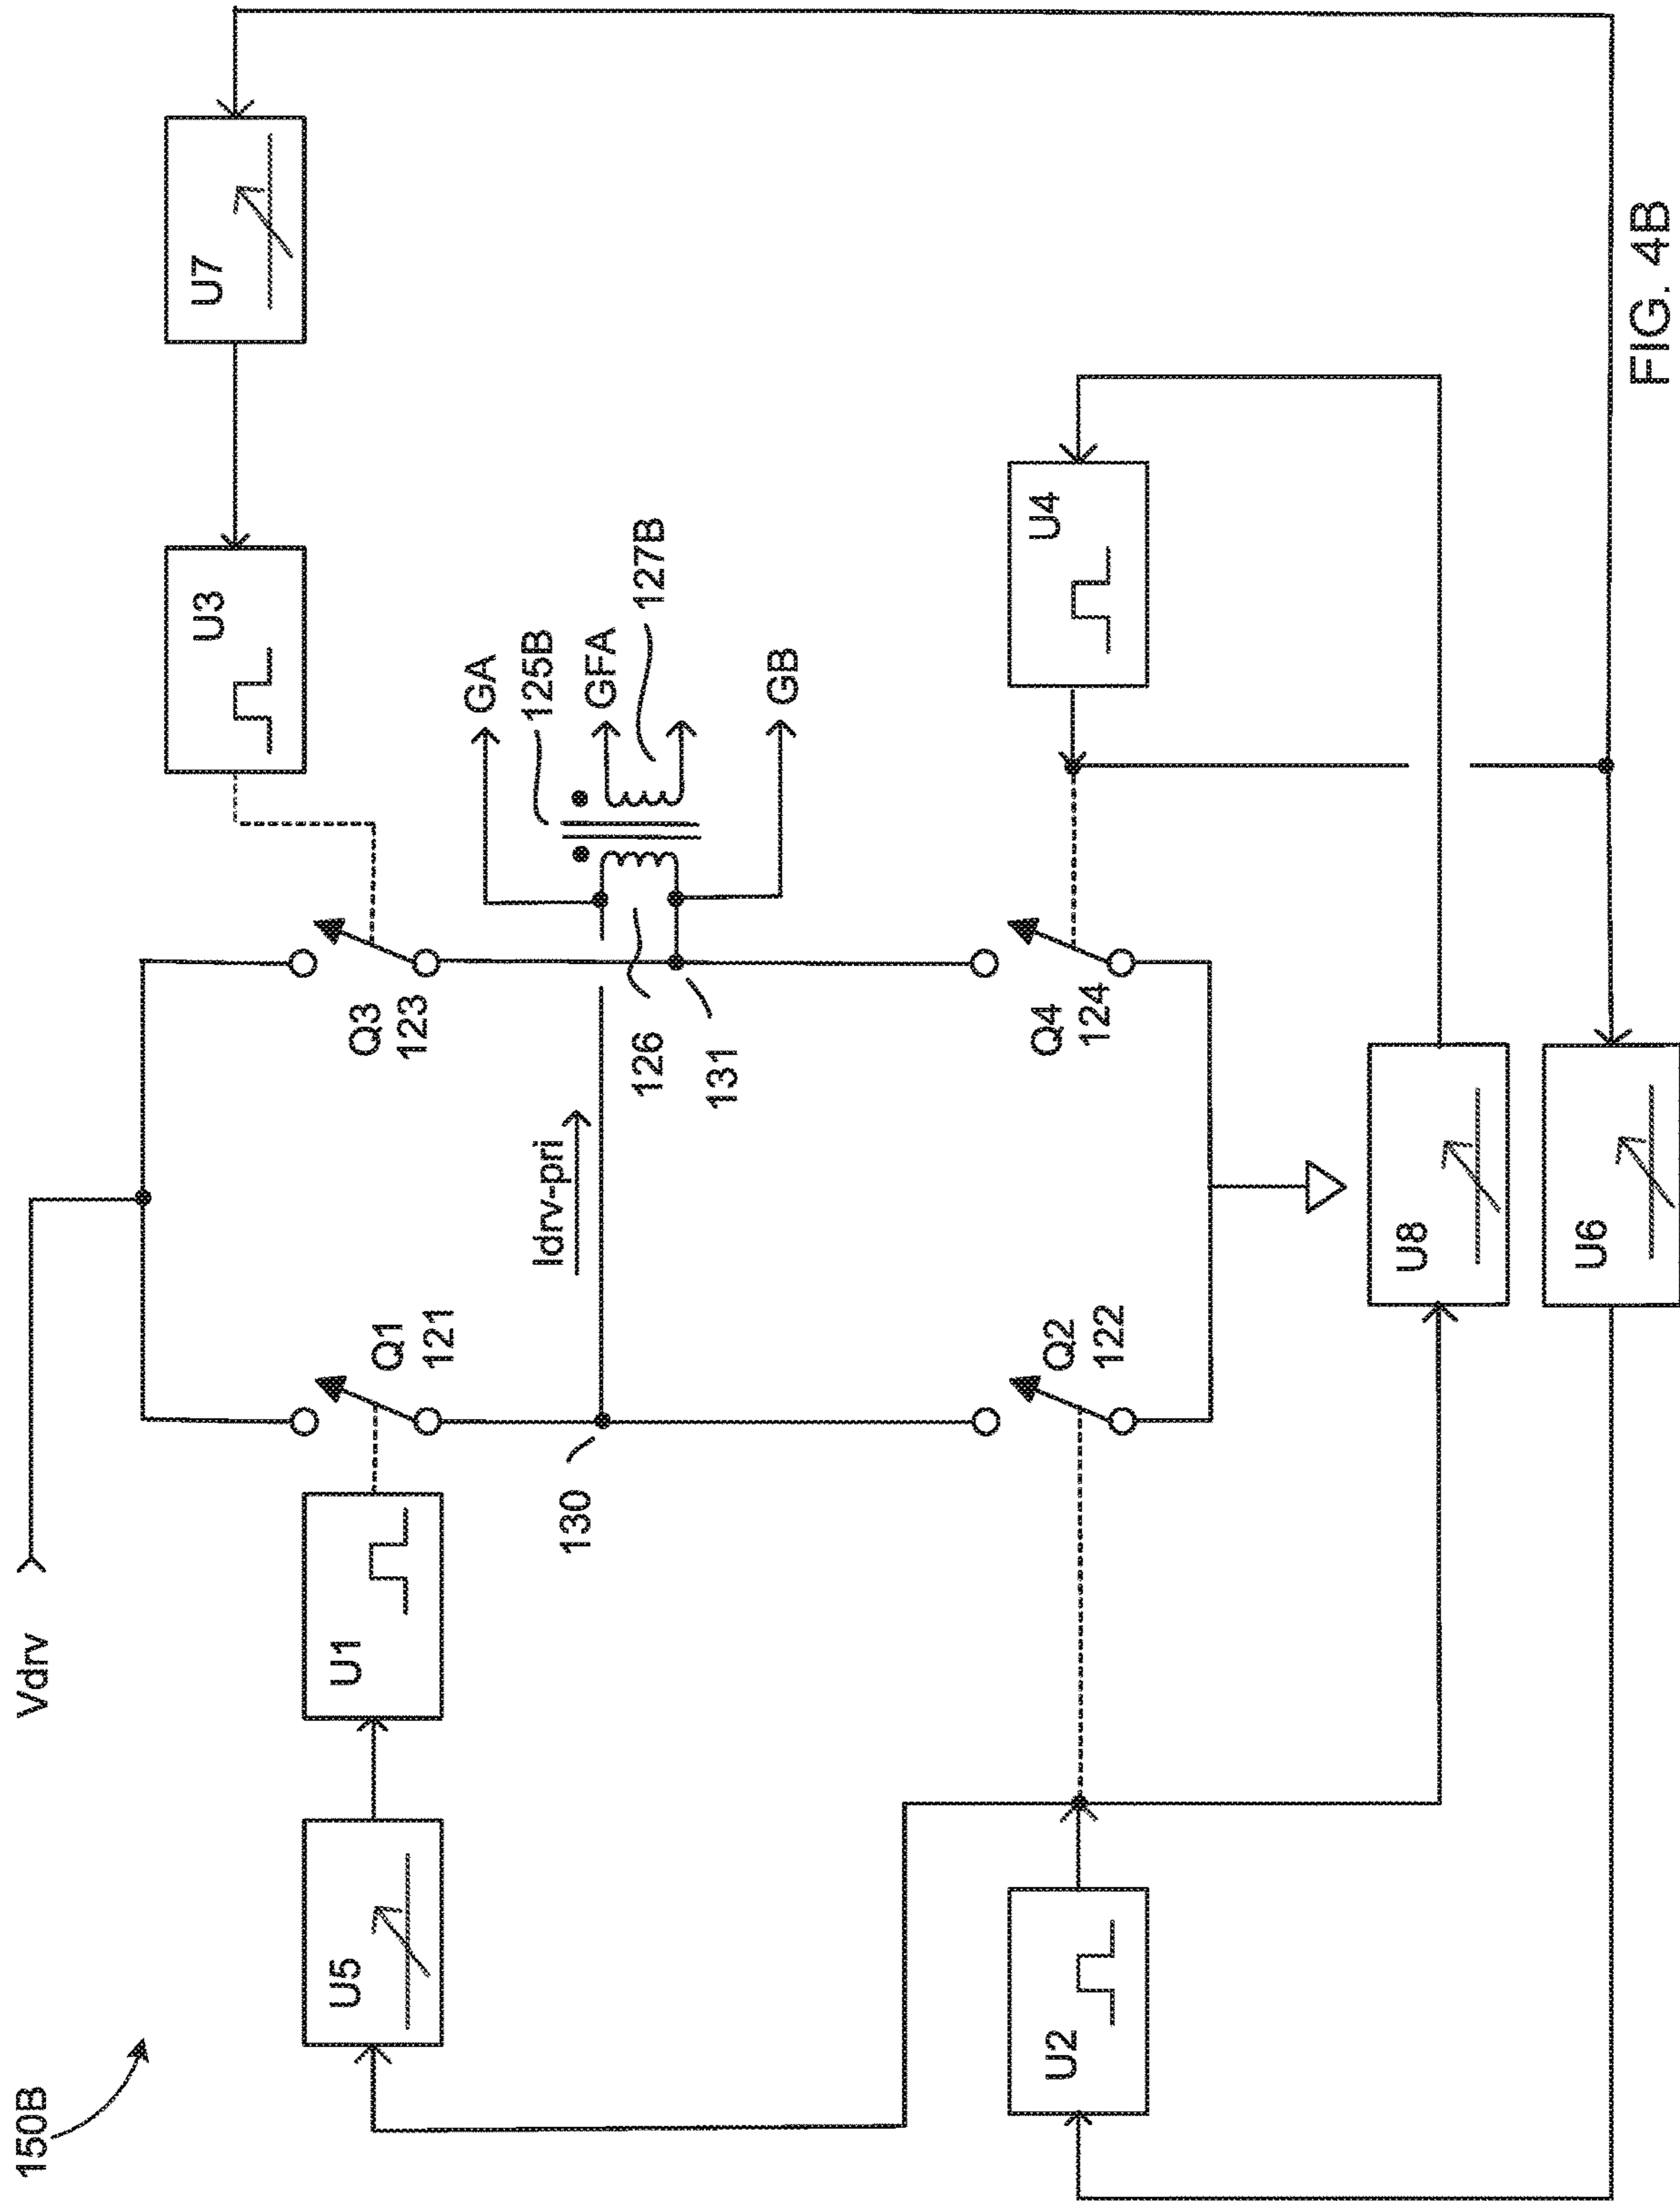 150B
Vdrv
U5
U1
Q1
121
Q3
123
U3
U7
130
Idrv-pri
126
131
GA
125B
GFA
127B
GB
U2
Q2
122
Q4
124
U4
U8
U6
FIG. 4B